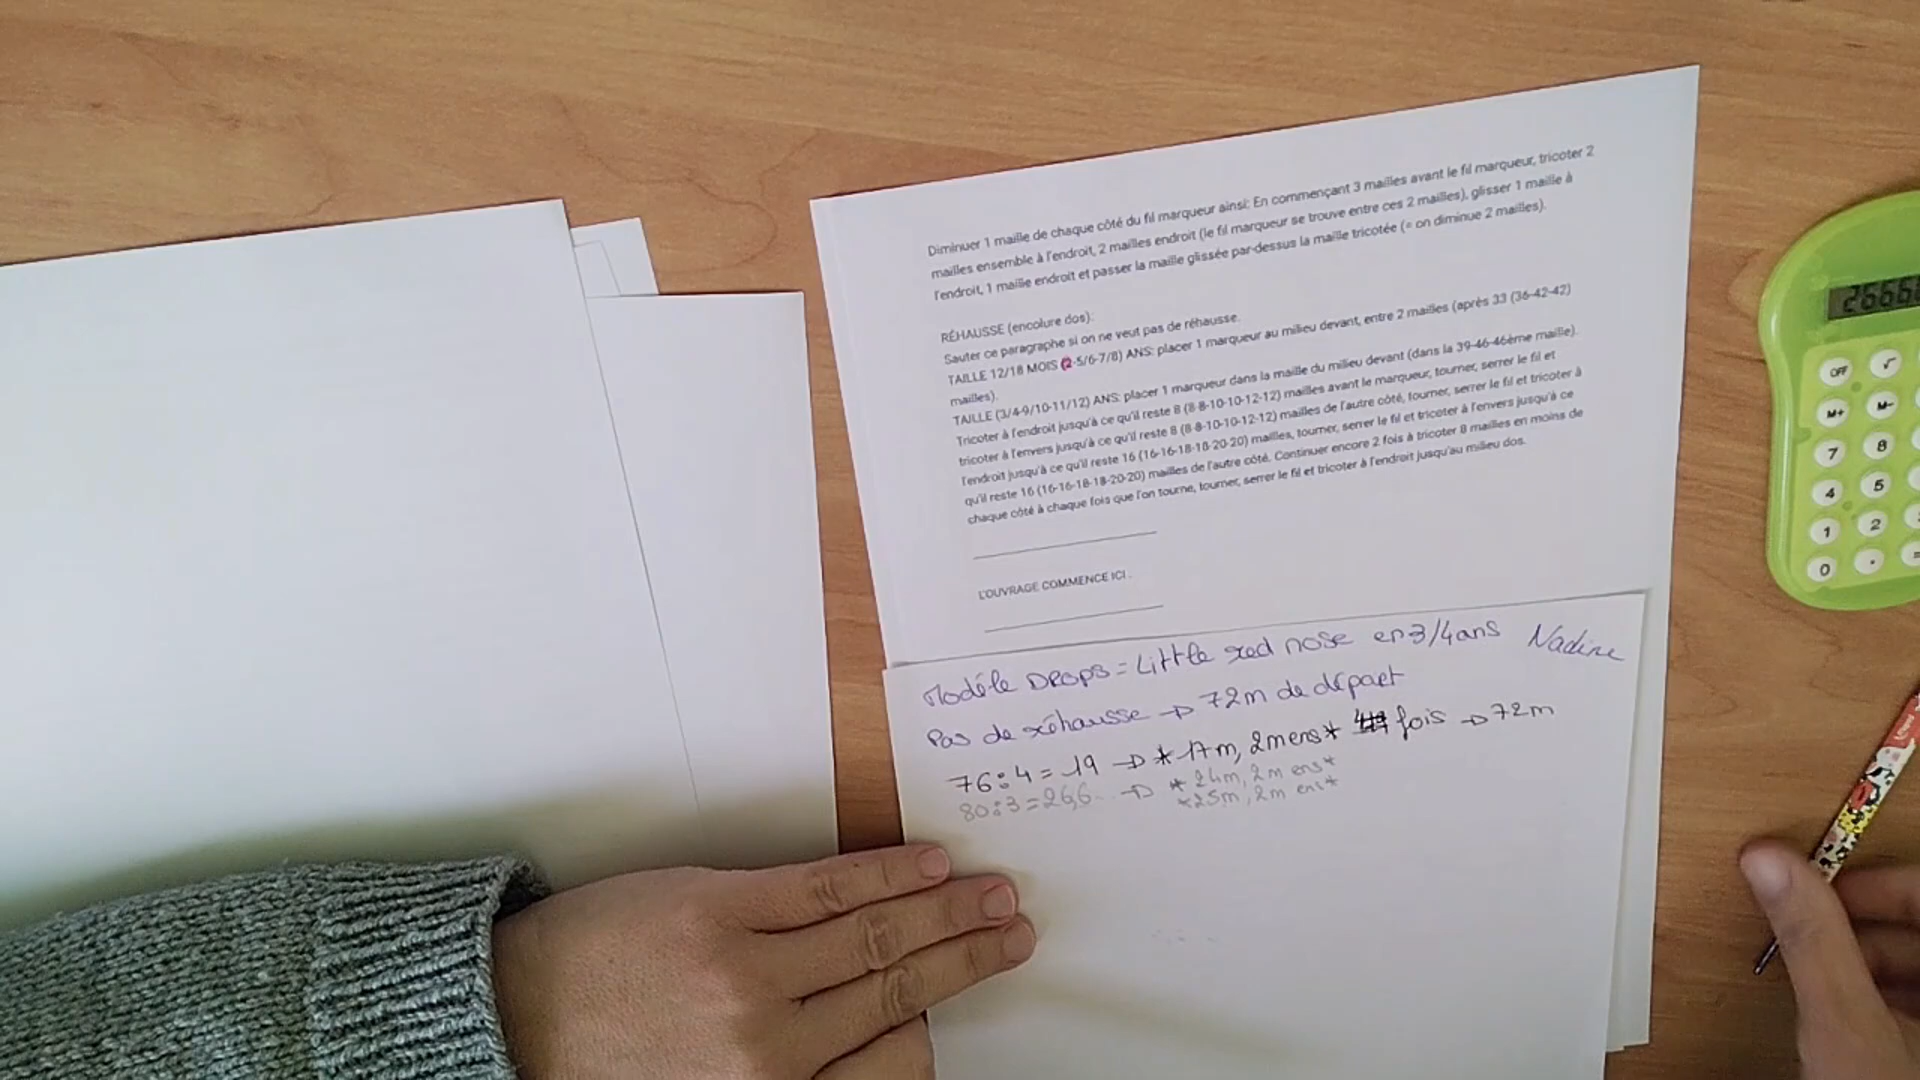 Diminuer 1 maille de chaque côté du fil marqueur ainsi: En commençant 3 mailles avant le fil marqueur, tricoter 2
mailles ensemble à l'endroit, 2 mailles endroit (le fil marqueur se trouve entre ces 2 mailles), glisser 1 maille à
l'endroit, 1 maille endroit et passer la maille glissée par-dessus la maille tricotée (= on diminue 2 mailles).
RÉHAUSSE (encolure dos):
Sauter ce paragraphe si on ne veut pas de réhausse.
TAILLE 12/18 MOIS (2-5/6-7/8) ANS: placer 1 marqueur au milieu devant, entre 2 mailles (après 33 (36-42-42)
mailles).
TAILLE (3/4-9/10-11/12) ANS: placer 1 marqueur dans la maille du milieu devant (dans la 39-46-46ème maille).
Tricoter à l'endroit jusqu'à ce qu'il reste 8 (8-8-10-10-12-12) mailles avant le marqueur, tourner, serrer le fil et
tricoter à l'envers jusqu'à ce qu'il reste 8 (8-8-10-10-12-12) mailles de l'autre côté, tourner, serrer le fil et tricoter à
l'endroit jusqu'à ce qu'il reste 16 (16-16-18-18-20-20) mailles, tourner, serrer le fil et tricoter à l'envers jusqu'à ce
qu'il reste 16 (16-16-18-18-20-20) mailles de l'autre côté. Continuer encore 2 fois à tricoter 8 mailles en moins de
chaque côté à chaque fois que l'on tourne, tourner, serrer le fil et tricoter à l'endroit jusqu'au milieu dos.
L'OUVRAGE COMMENCE ICI :
Modèle DROPS = Little red nose en 3/4 ans Nadine
Pas de réhausse → 72m de départ
76:4 = 19 → *17m, 2m ens* fois → 72m
80:3 = 26,6.. → *24m, 2m ens*
*25m, 2m ens*
2666
OFF √
M+ M-
7 8
4 5
1 2
0 . =